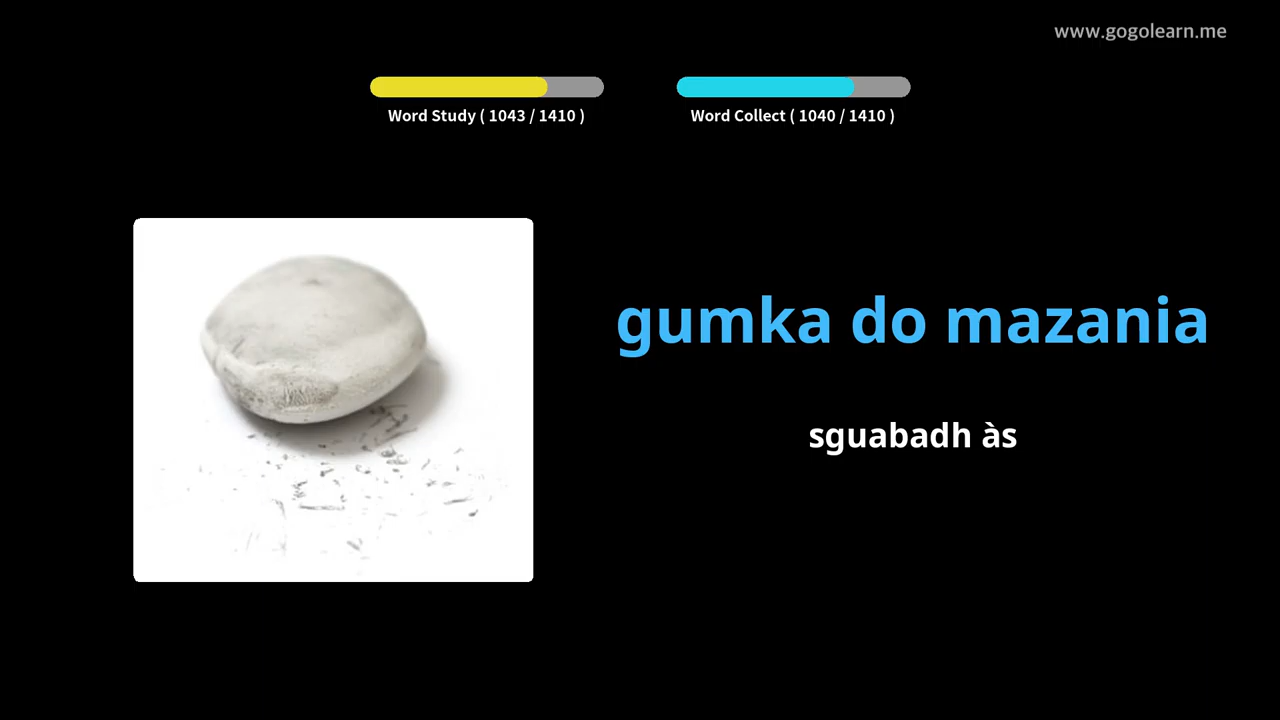 www.gogolearn.me
Word Study ( 1043 / 1410 )
Word Collect ( 1040 / 1410 )
gumka do mazania
sguabadh às